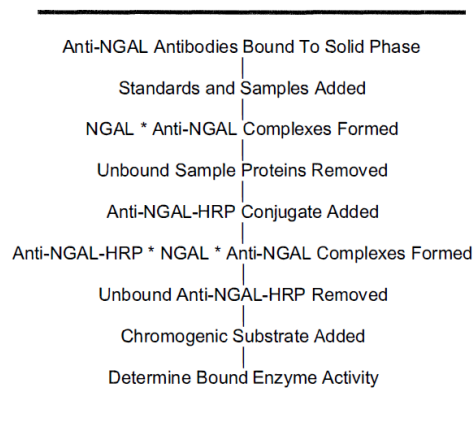 Anti-NGAL Antibodies Bound To Solid Phase
Standards and Samples Added
NGAL * Anti-NGAL Complexes Formed
Unbound Sample Proteins Removed
Anti-NGAL-HRP Conjugate Added
Anti-NGAL-HRP * NGAL * Anti-NGAL Complexes Formed
Unbound Anti-NGAL-HRP Removed
Chromogenic Substrate Added
Determine Bound Enzyme Activity